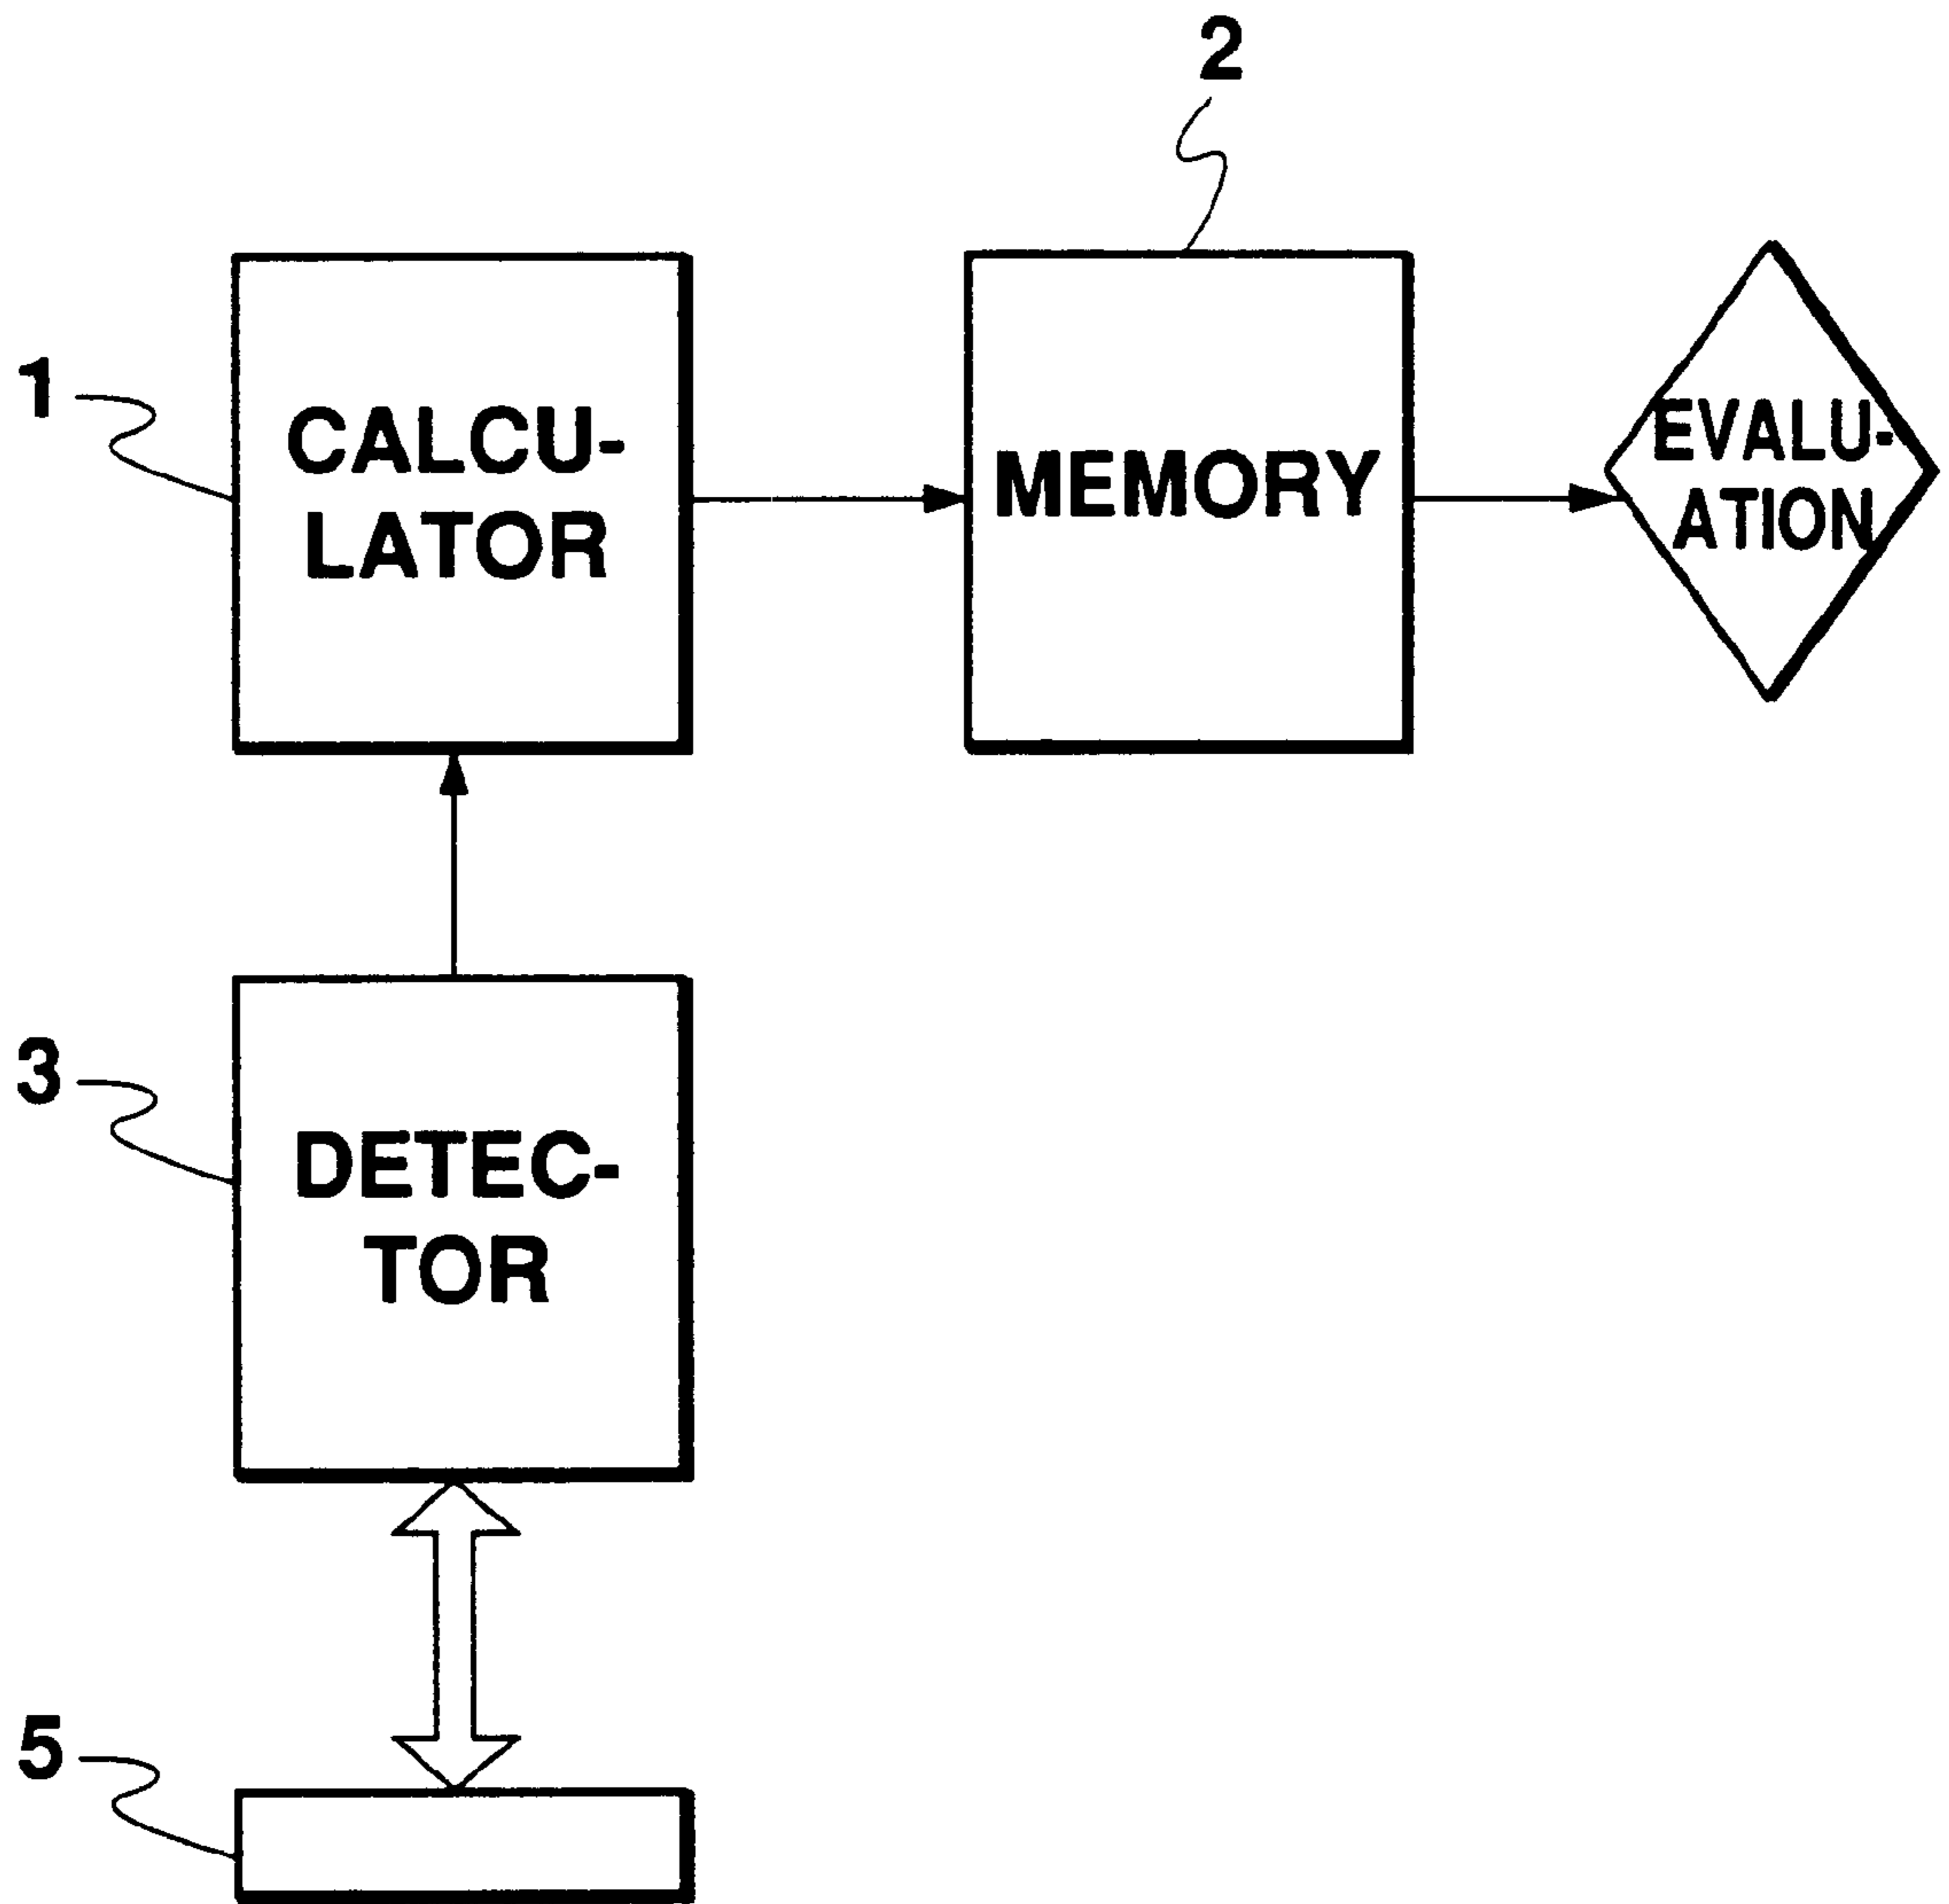 2
1
CALCU-
LATOR
MEMORY
EVALU-
ATION
3
DETEC-
TOR
5